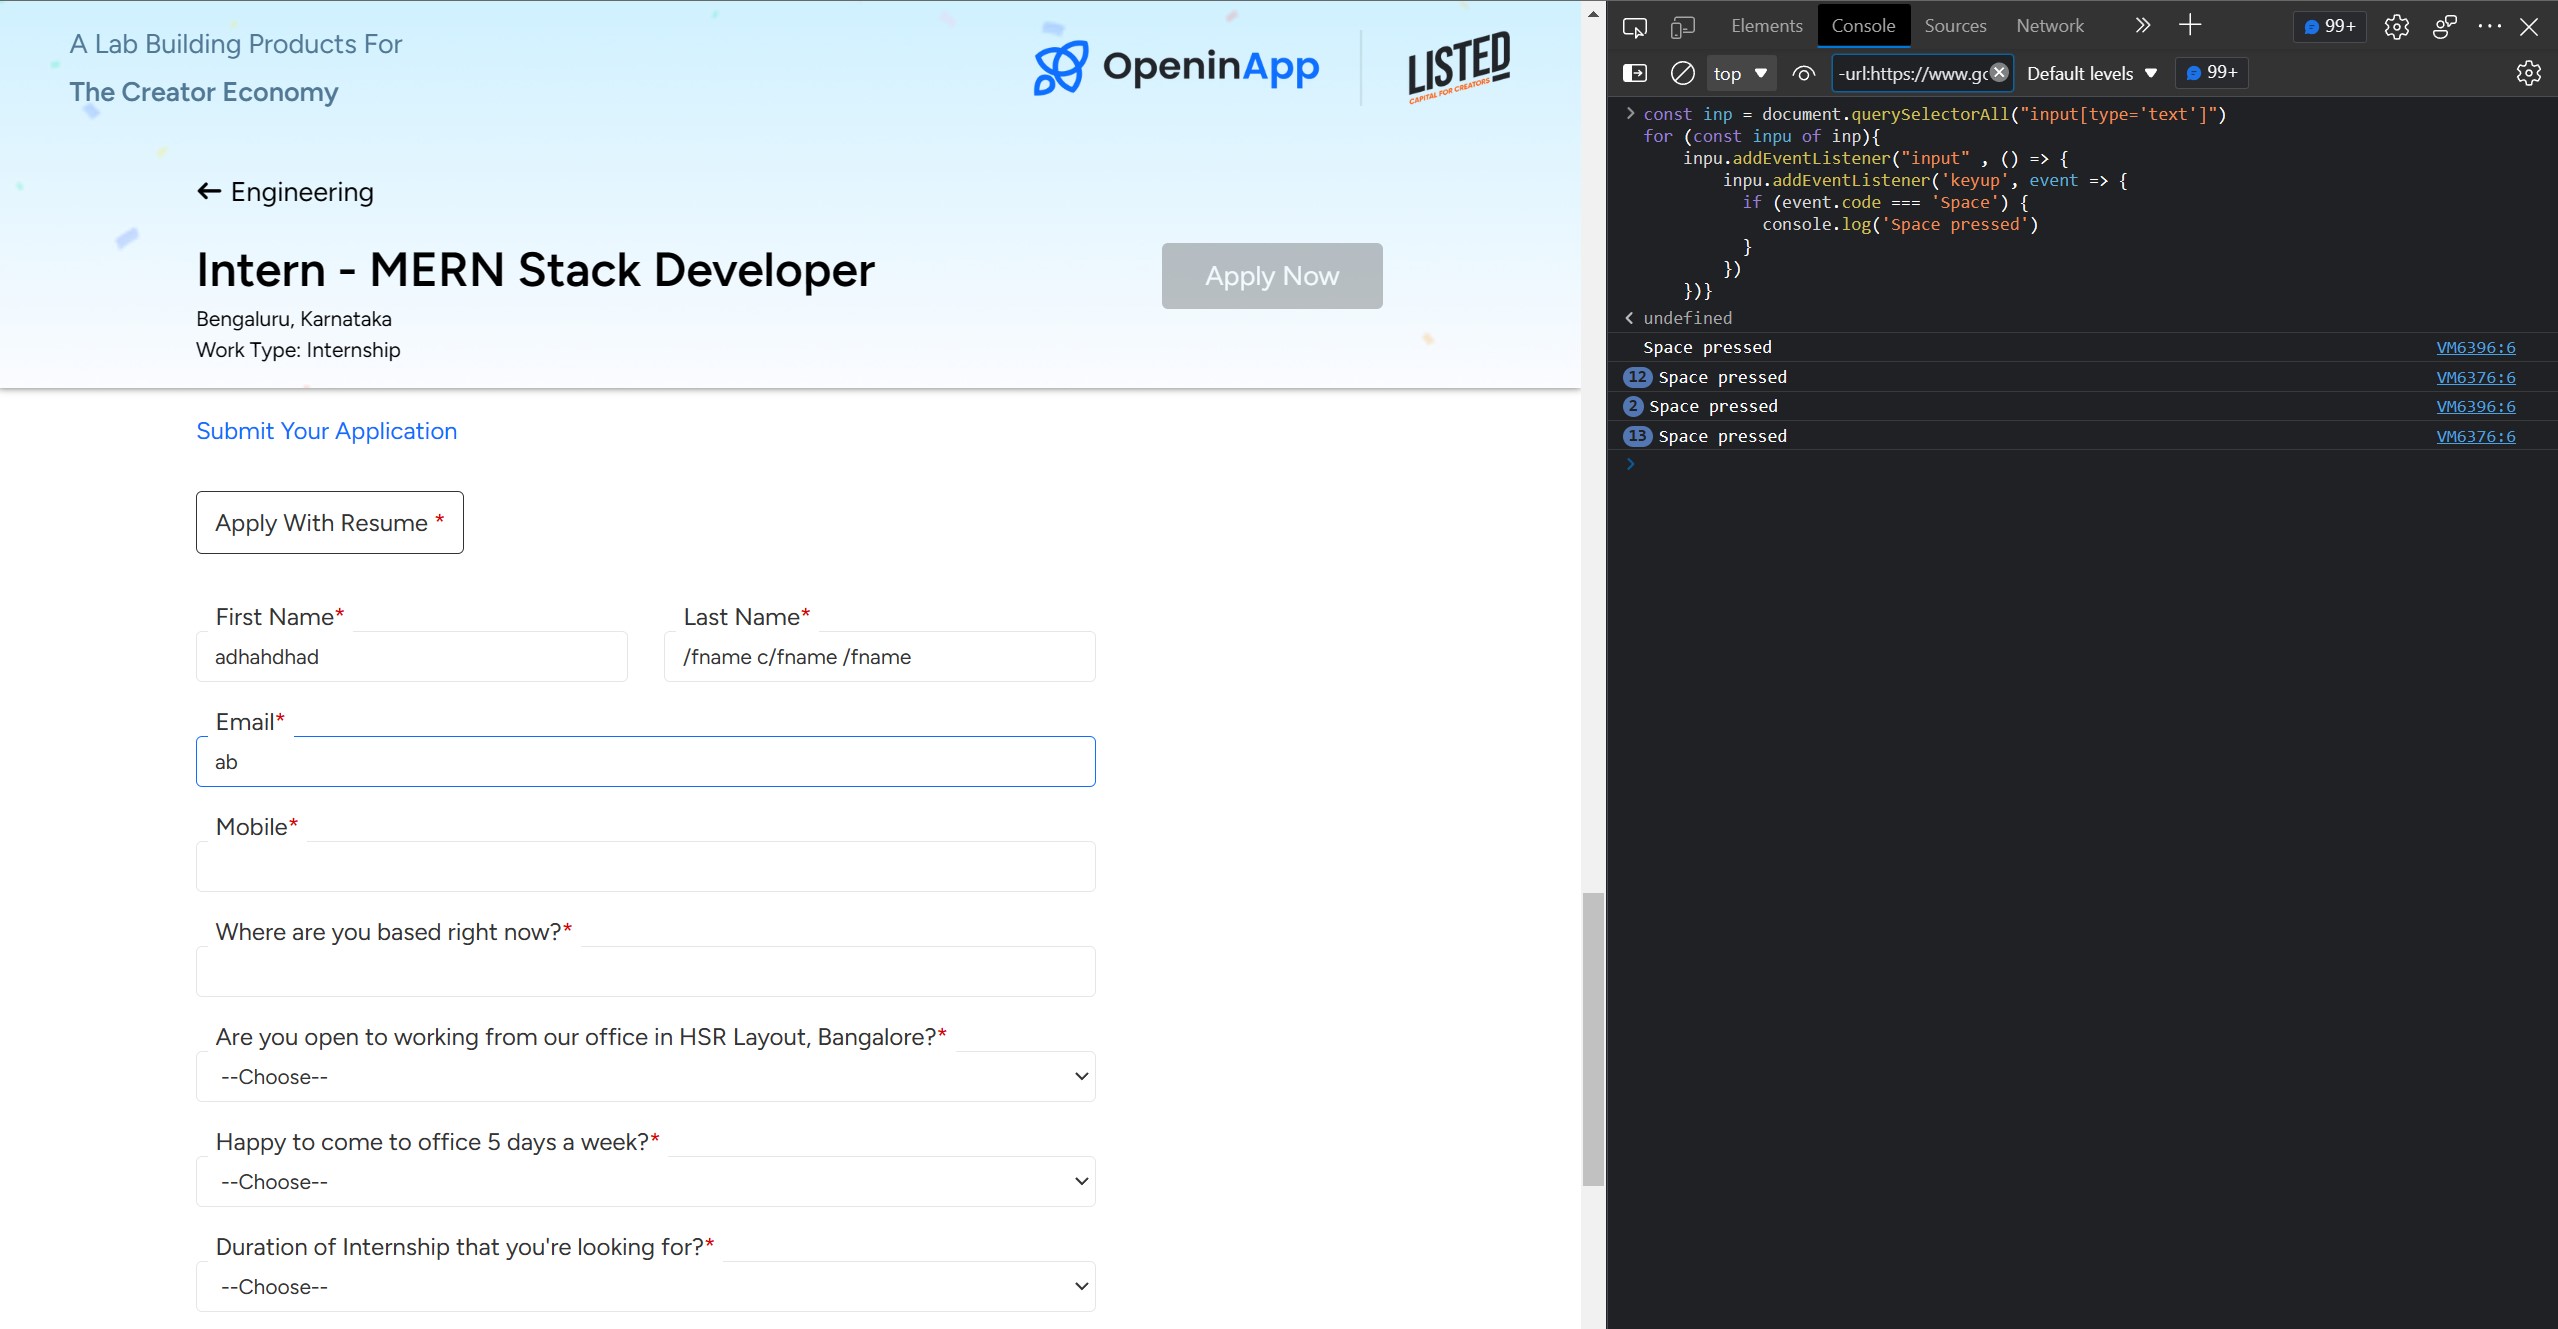 A Lab Building Products For
The Creator Economy
OpeninApp
LISTED
CAPITAL FOR CREATORS
← Engineering
Intern - MERN Stack Developer
Apply Now
Bengaluru, Karnataka
Work Type: Internship
Submit Your Application
Apply With Resume *
First Name*
adhahdhad
Last Name*
/fname c/fname /fname
Email*
ab
Mobile*
Where are you based right now?*
Are you open to working from our office in HSR Layout, Bangalore?*
--Choose--
Happy to come to office 5 days a week?*
--Choose--
Duration of Internship that you're looking for?*
--Choose--
Elements Console Sources Network 99+
top -url:https://www.gc Default levels 99+
const inp = document.querySelectorAll("input[type='text']")
for (const inpu of inp){
    inpu.addEventListener("input" , () => {
        inpu.addEventListener('keyup', event => {
          if (event.code === 'Space') {
            console.log('Space pressed')
          }
        })
    })}
undefined
Space pressed VM6396:6
12 Space pressed VM6376:6
2 Space pressed VM6396:6
13 Space pressed VM6376:6